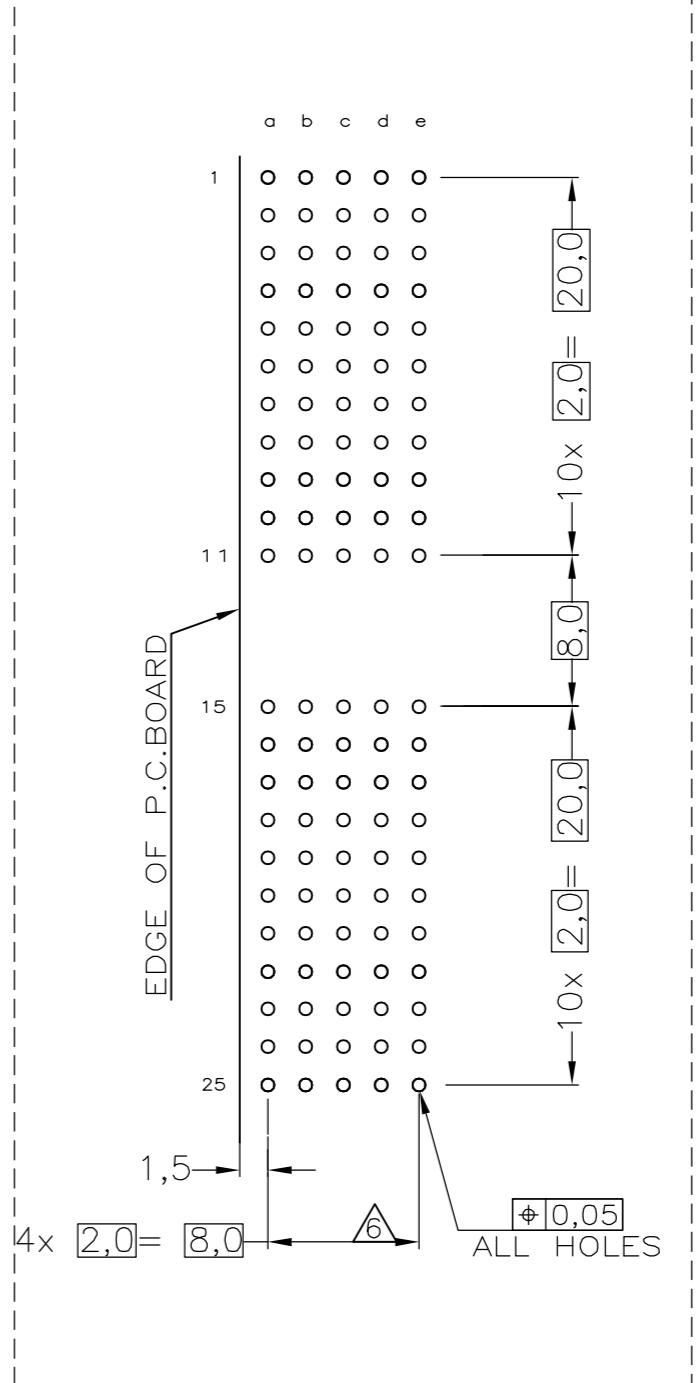 a b c d e
1
20,0
10x 2,0=
11
8,0
EDGE OF P.C.BOARD
15
20,0
10x 2,0=
25
1,5
4x 2,0= 8,0
6
⌖ 0,05
ALL HOLES